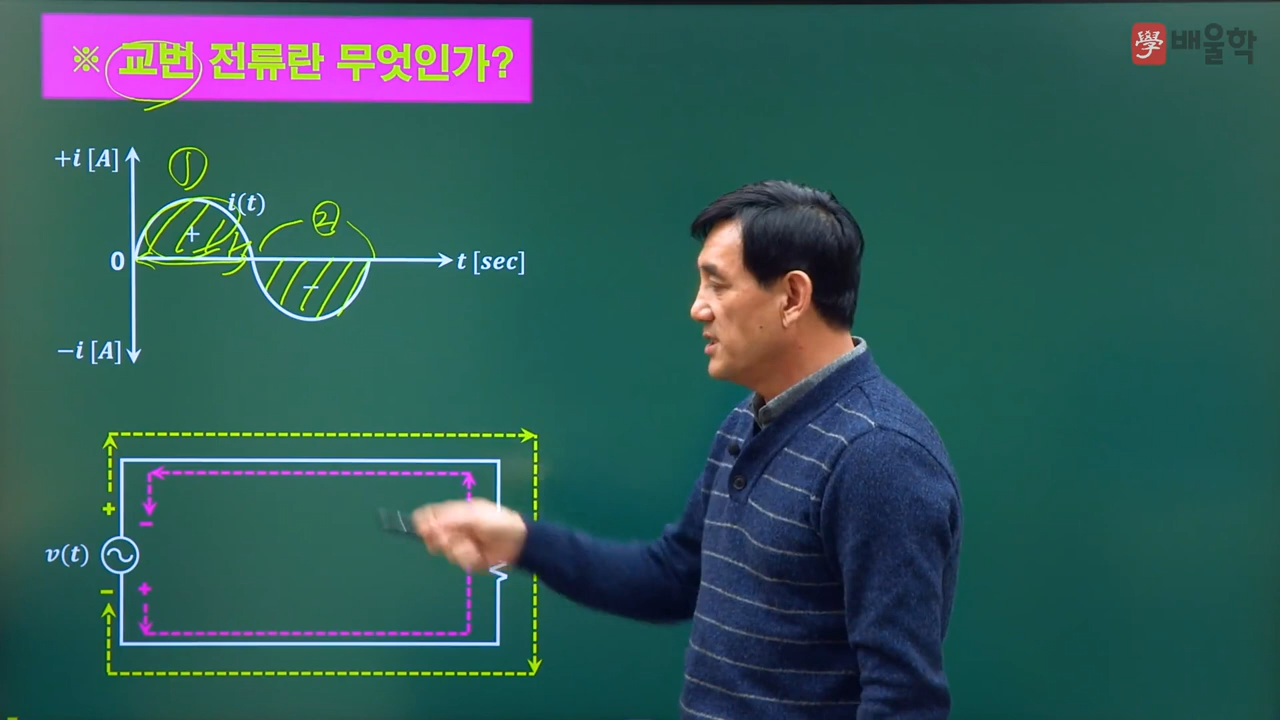 ※ 교번 전류란 무엇인가?
學 배울학
+i [A]
①
i(t)
②
+
0
t [sec]
−
−i [A]
+
−
v(t)
−
+